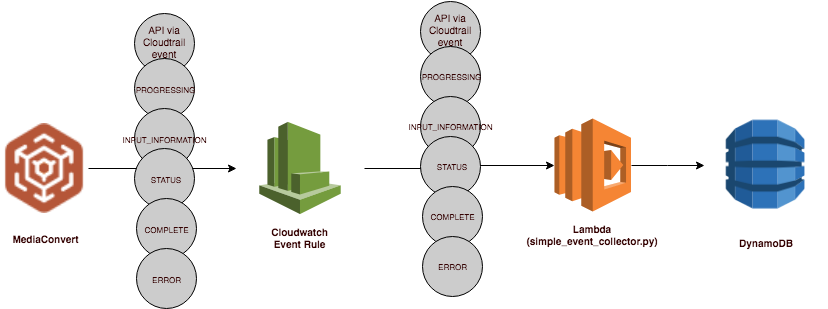 API via
Cloudtrail
event
PROGRESSING
INPUT_INFORMATION
STATUS
COMPLETE
ERROR
API via
Cloudtrail
event
PROGRESSING
INPUT_INFORMATION
STATUS
COMPLETE
ERROR
MediaConvert
Cloudwatch
Event Rule
Lambda
(simple_event_collector.py)
DynamoDB